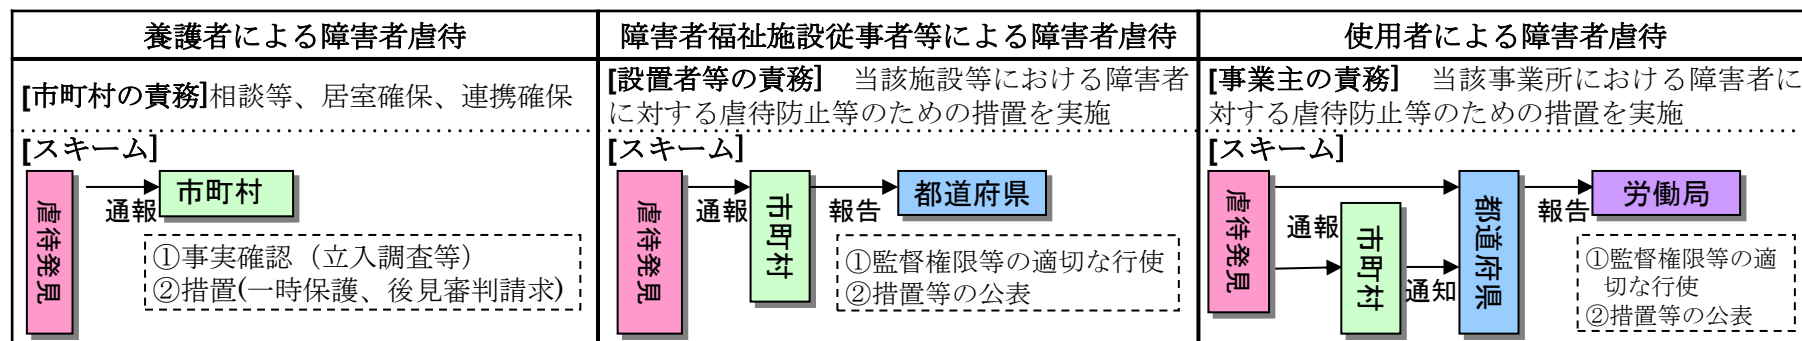 養護者による障害者虐待
[市町村の責務]相談等、居室確保、連携確保
[スキーム]
虐待発見
通報
市町村
①事実確認（立入調査等）
②措置(一時保護、後見審判請求)
障害者福祉施設従事者等による障害者虐待
[設置者等の責務]　当該施設等における障害者
に対する虐待防止等のための措置を実施
[スキーム]
虐待発見
通報
市町村
報告
都道府県
①監督権限等の適切な行使
②措置等の公表
使用者による障害者虐待
[事業主の責務]　当該事業所における障害者に
対する虐待防止等のための措置を実施
[スキーム]
虐待発見
通報
市町村
通知
都道府県
報告
労働局
①監督権限等の適
切な行使
②措置等の公表